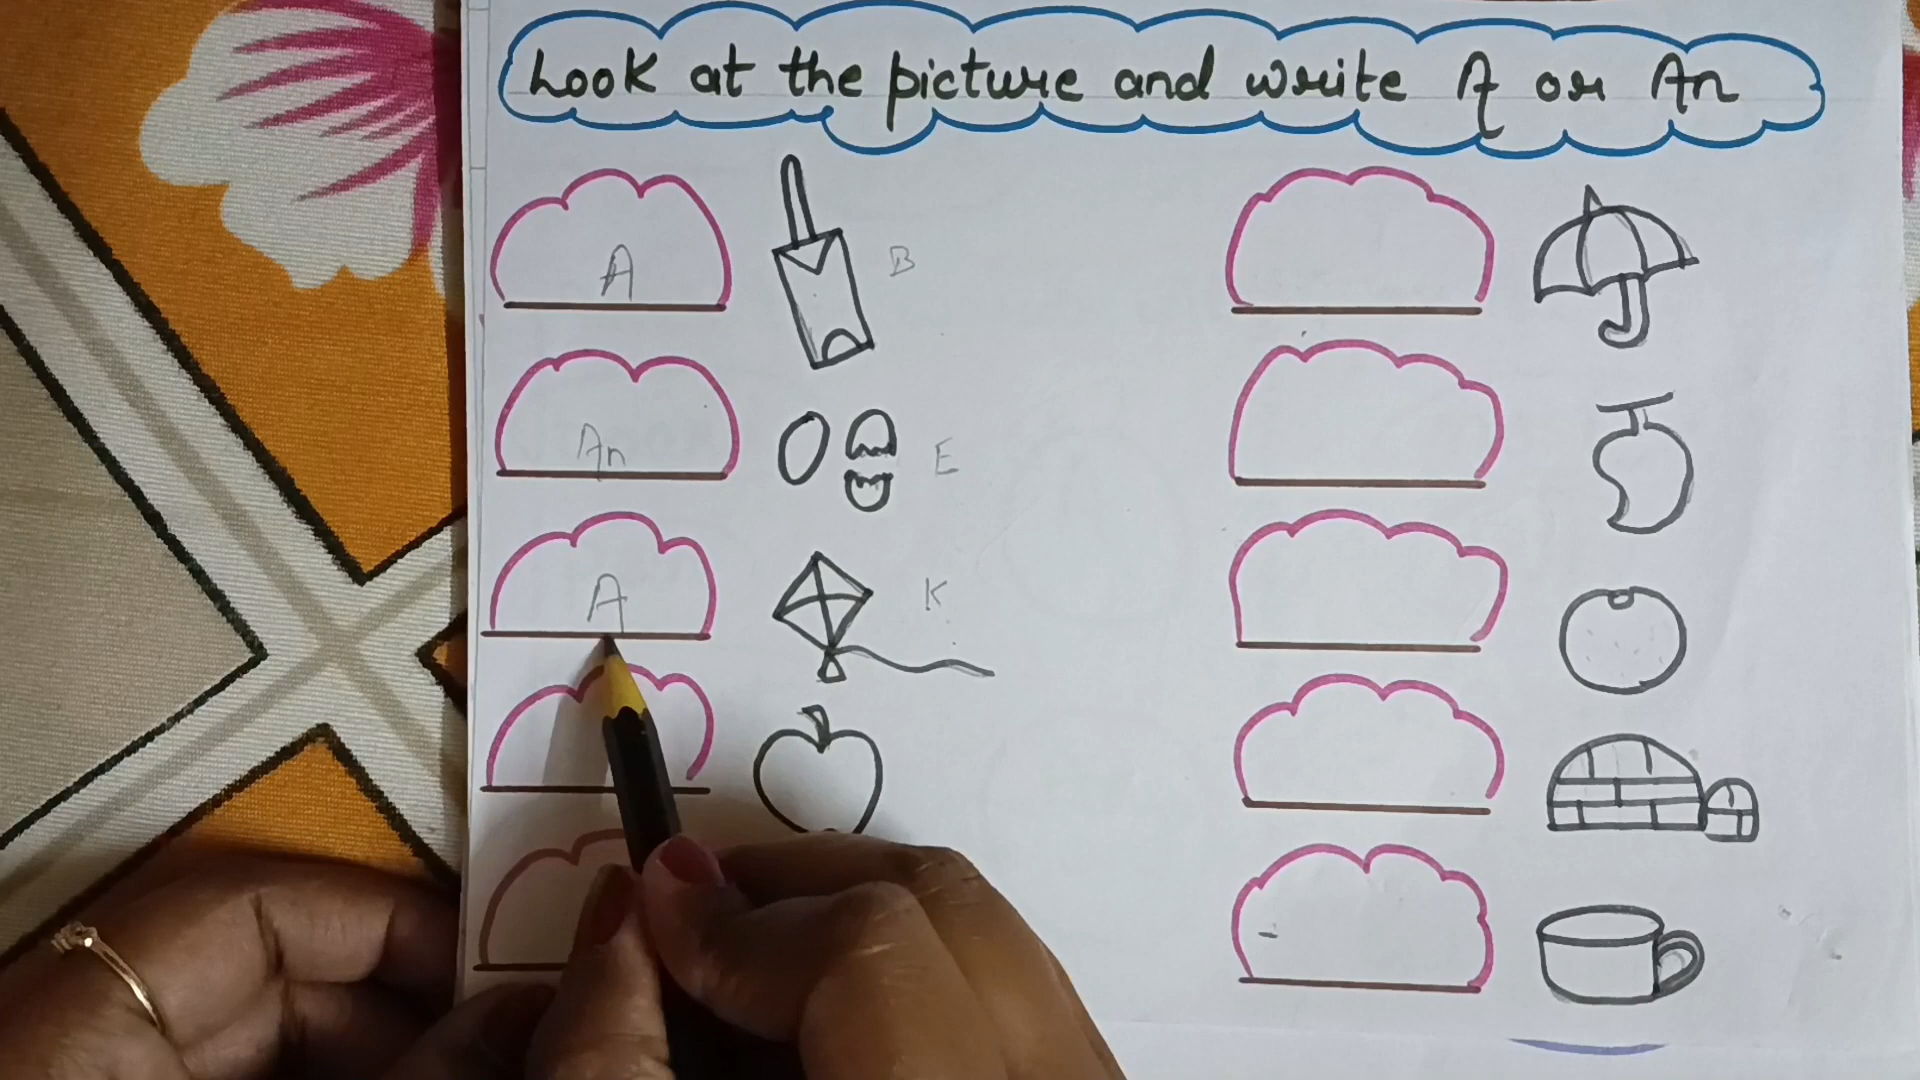 Look at the picture and write A or An
A B
An E
A K